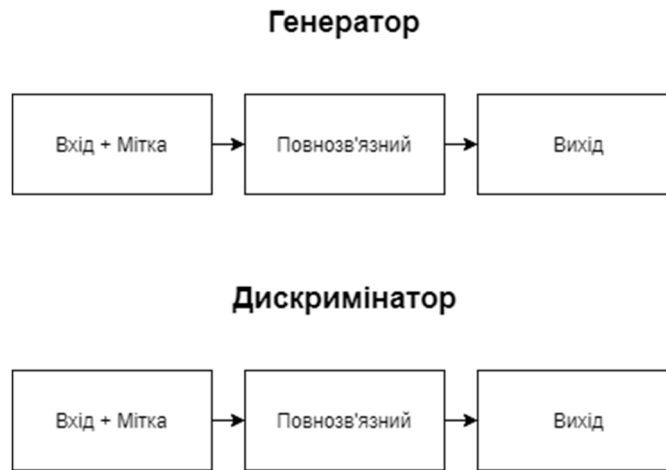 Генератор
Вхід + Мітка
Повнозв'язний
Вихід
Дискримінатор
Вхід + Мітка
Повнозв'язний
Вихід